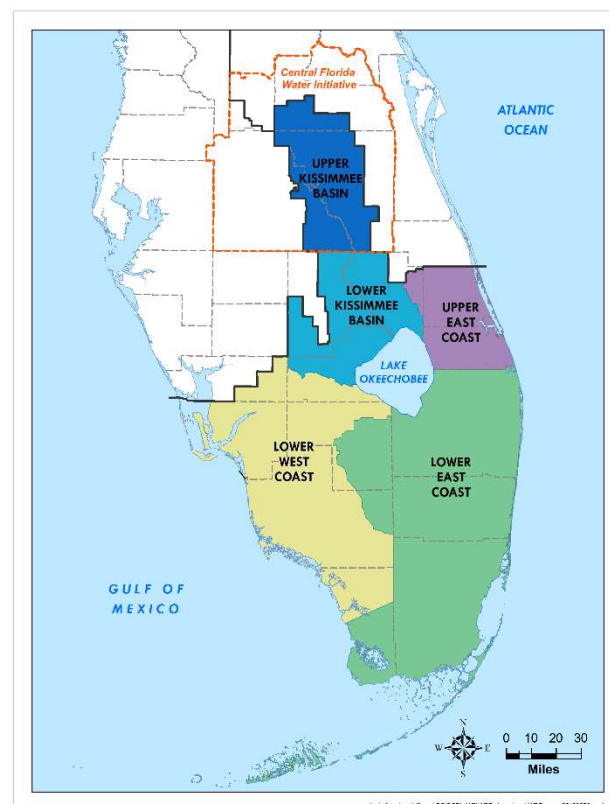 Central Florida
Water Initiative
ATLANTIC
OCEAN
UPPER
KISSIMMEE
BASIN
LOWER
KISSIMMEE
BASIN
UPPER
EAST
COAST
LAKE
OKEECHOBEE
LOWER
WEST
COAST
LOWER
EAST
COAST
GULF OF
MEXICO
N
W E
S
0 10 20 30
Miles